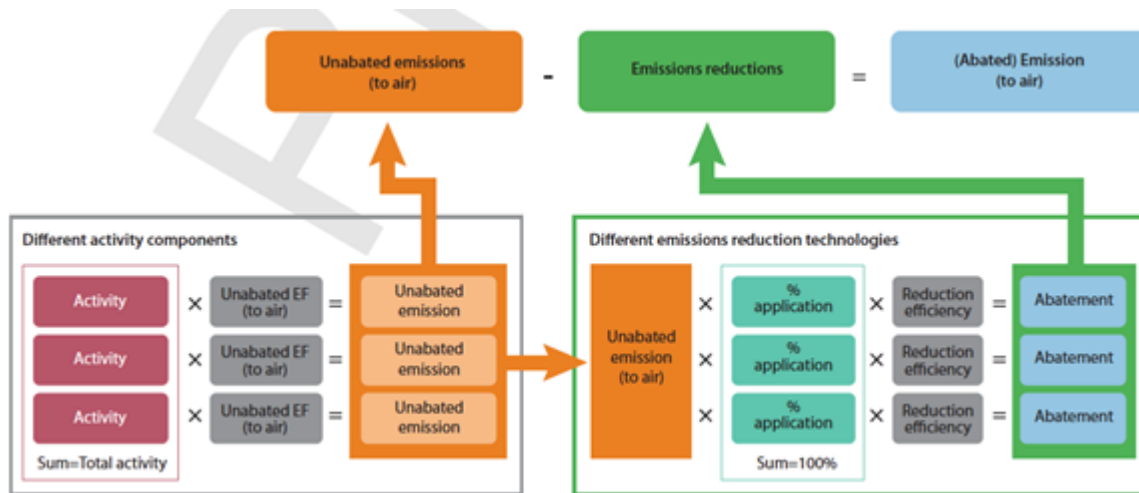 Unabated emissions
(to air)
-
Emissions reductions
=
(Abated) Emission
(to air)
Different activity components
Activity × Unabated EF (to air) = Unabated emission
Activity × Unabated EF (to air) = Unabated emission
Activity × Unabated EF (to air) = Unabated emission
Sum=Total activity
Different emissions reduction technologies
Unabated
emission
(to air)
× % application × Reduction efficiency = Abatement
× % application × Reduction efficiency = Abatement
× % application × Reduction efficiency = Abatement
Sum=100%